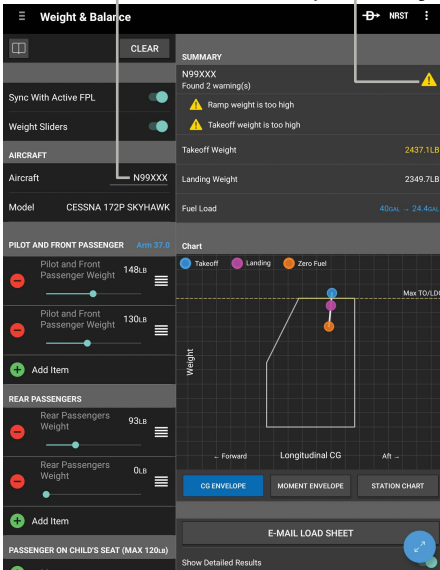 Weight & Balance
NRST
CLEAR
Sync With Active FPL
Weight Sliders
AIRCRAFT
Aircraft
N99XXX
Model
CESSNA 172P SKYHAWK
PILOT AND FRONT PASSENGER
Arm 37.0
Pilot and Front
Passenger Weight
148LB
Pilot and Front
Passenger Weight
130LB
Add Item
REAR PASSENGERS
Rear Passengers
Weight
93LB
Rear Passengers
Weight
0LB
Add Item
PASSENGER ON CHILD'S SEAT (MAX 120LB)
SUMMARY
N99XXX
Found 2 warning(s)
Ramp weight is too high
Takeoff weight is too high
Takeoff Weight
2437.1LB
Landing Weight
2349.7LB
Fuel Load
40GAL → 24.4GAL
Chart
Takeoff
Landing
Zero Fuel
Max TO/LDG
Weight
← Forward
Longitudinal CG
Aft →
CG ENVELOPE
MOMENT ENVELOPE
STATION CHART
E-MAIL LOAD SHEET
Show Detailed Results